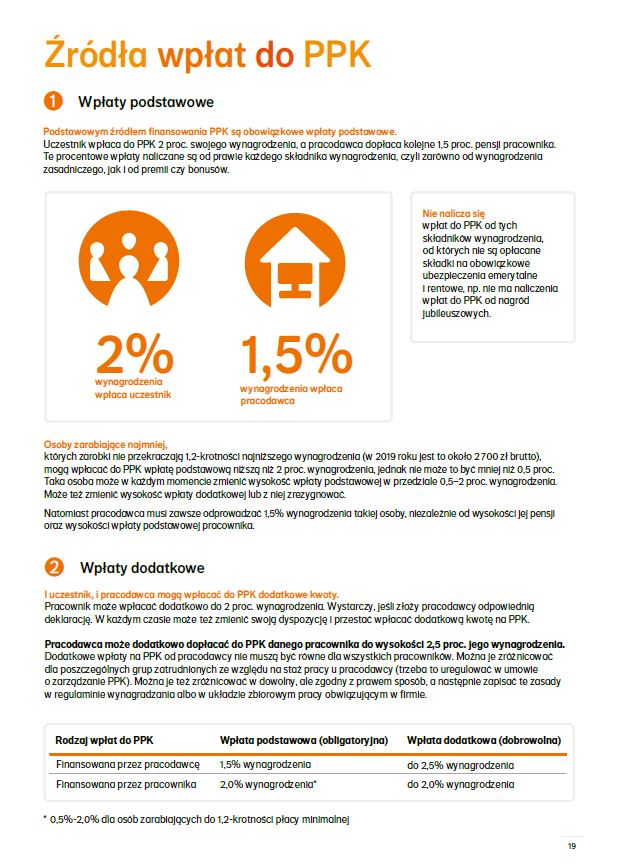 Źródła wpłat do PPK
1 Wpłaty podstawowe
Podstawowym źródłem finansowania PPK są obowiązkowe wpłaty podstawowe.
Uczestnik wpłaca do PPK 2 proc. swojego wynagrodzenia, a pracodawca dopłaca kolejne 1,5 proc. pensji pracownika.
Te procentowe wpłaty naliczane są od prawie każdego składnika wynagrodzenia, czyli zarówno od wynagrodzenia
zasadniczego, jak i od premii czy bonusów.
2%
wynagrodzenia
wpłaca uczestnik
1,5%
wynagrodzenia wpłaca
pracodawca
Nie nalicza się
wpłat do PPK od tych
składników wynagrodzenia,
od których nie są opłacane
składki na obowiązkowe
ubezpieczenia emerytalne
i rentowe, np. nie ma naliczenia
wpłat do PPK od nagród
jubileuszowych.
Osoby zarabiające najmniej,
których zarobki nie przekraczają 1,2-krotności najniższego wynagrodzenia (w 2019 roku jest to około 2 700 zł brutto),
mogą wpłacać do PPK wpłatę podstawową niższą niż 2 proc. wynagrodzenia, jednak nie może to być mniej niż 0,5 proc.
Taka osoba może w każdym momencie zmienić wysokość wpłaty podstawowej w przedziale 0,5–2 proc. wynagrodzenia.
Może też zmienić wysokość wpłaty dodatkowej lub z niej zrezygnować.
Natomiast pracodawca musi zawsze odprowadzać 1,5% wynagrodzenia takiej osoby, niezależnie od wysokości jej pensji
oraz wysokości wpłaty podstawowej pracownika.
2 Wpłaty dodatkowe
I uczestnik, i pracodawca mogą wpłacać do PPK dodatkowe kwoty.
Pracownik może wpłacać dodatkowo do 2 proc. wynagrodzenia. Wystarczy, jeśli złoży pracodawcy odpowiednią
deklarację. W każdym czasie może też zmienić swoją dyspozycję i przestać wpłacać dodatkową kwotę na PPK.
Pracodawca może dodatkowo dopłacać do PPK danego pracownika do wysokości 2,5 proc. jego wynagrodzenia.
Dodatkowe wpłaty na PPK od pracodawcy nie muszą być równe dla wszystkich pracowników. Można je zróżnicować
dla poszczególnych grup zatrudnionych ze względu na staż pracy u pracodawcy (trzeba to uregulować w umowie
o zarządzanie PPK). Można je też zróżnicować w dowolny, ale zgodny z prawem sposób, a następnie zapisać te zasady
w regulaminie wynagradzania albo w układzie zbiorowym pracy obowiązującym w firmie.
Rodzaj wpłat do PPK Wpłata podstawowa (obligatoryjna) Wpłata dodatkowa (dobrowolna)
Finansowana przez pracodawcę 1,5% wynagrodzenia do 2,5% wynagrodzenia
Finansowana przez pracownika 2,0% wynagrodzenia* do 2,0% wynagrodzenia
* 0,5%-2,0% dla osób zarabiających do 1,2-krotności płacy minimalnej
19